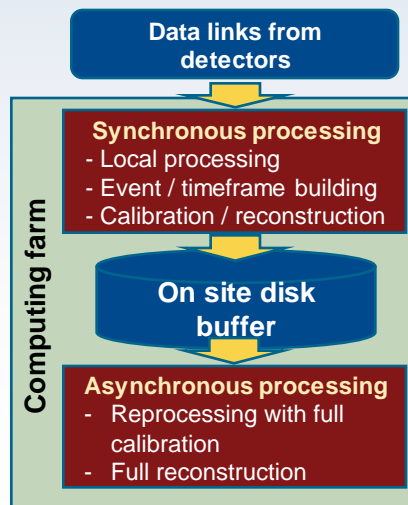 Data links from
detectors
Computing farm
Synchronous processing
- Local processing
- Event / timeframe building
- Calibration / reconstruction
On site disk
buffer
Asynchronous processing
- Reprocessing with full
calibration
- Full reconstruction